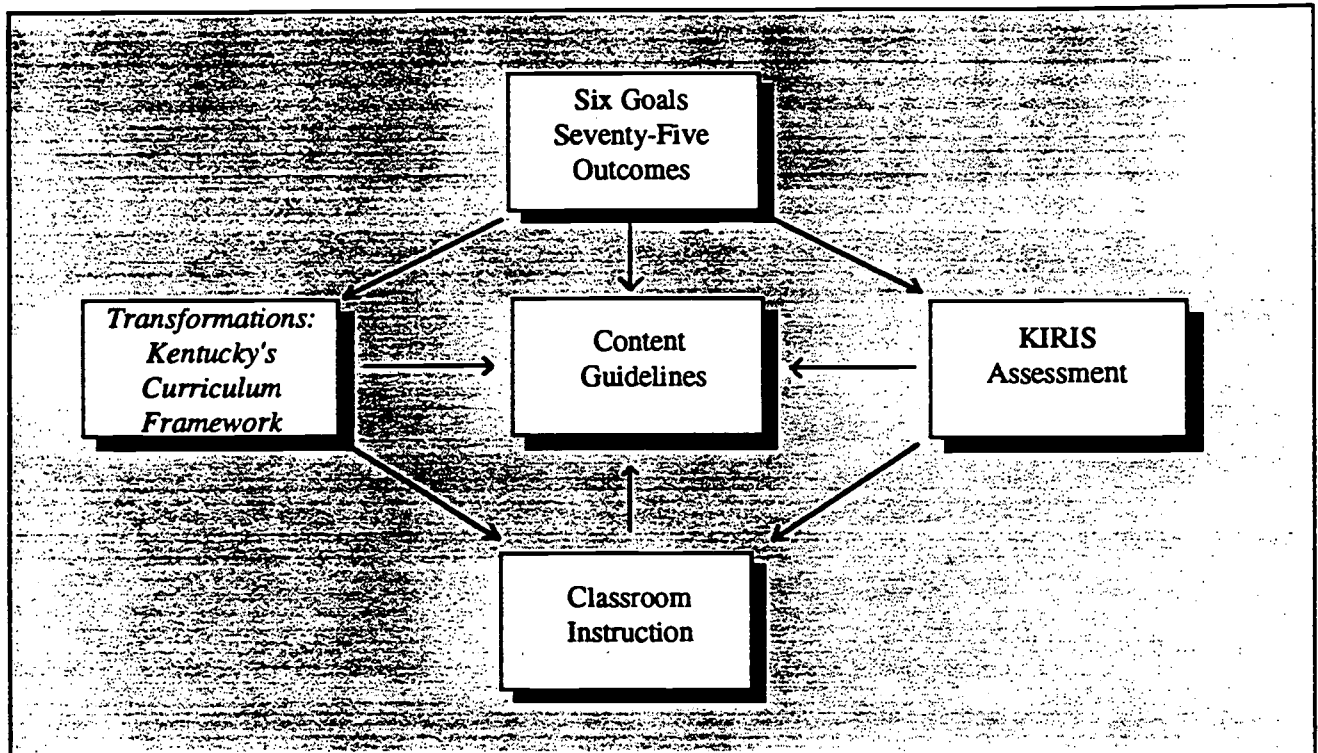 Six Goals
Seventy-Five
Outcomes
Transformations:
Kentucky's
Curriculum
Framework
Content
Guidelines
KIRIS
Assessment
Classroom
Instruction